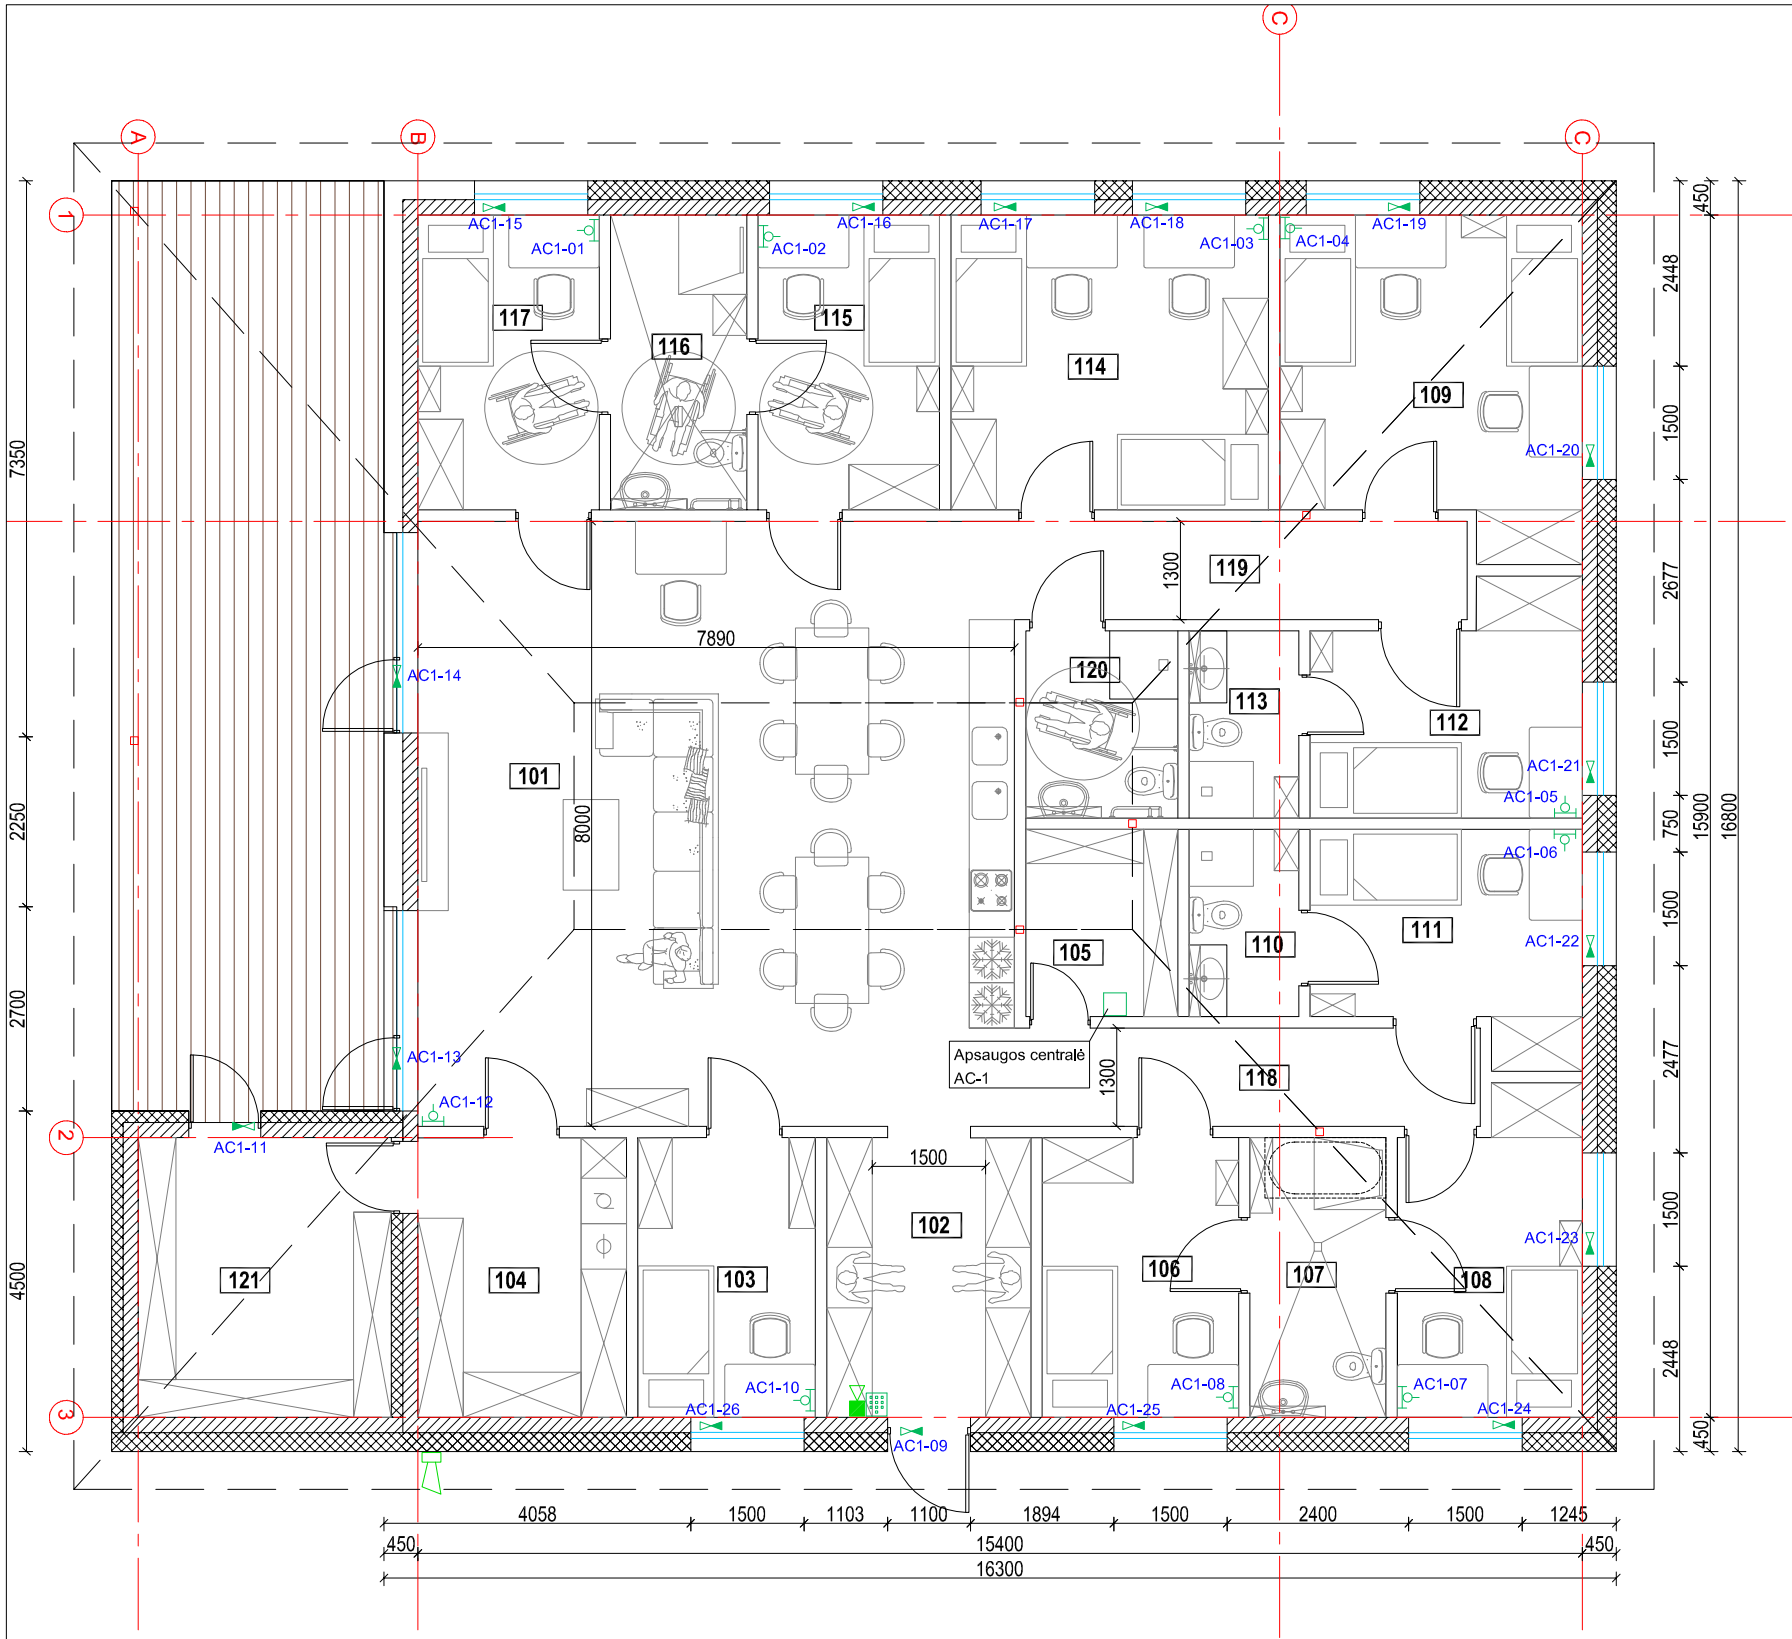 C
A
B
C
1
450
AC1-15
AC1-16
AC1-17
AC1-18
AC1-19
AC1-01
AC1-02
AC1-03
AC1-04
2448
117
116
115
114
109
1500
7350
AC1-20
119
1300
2677
7890
120
113
112
1500
AC1-14
101
8000
AC1-21
AC1-05
750
15900
16800
2250
AC1-06
105
110
111
1500
AC1-22
2700
AC1-13
Apsaugos centralė
AC-1
1300
118
2477
AC1-12
2
AC1-11
1500
102
1500
AC1-23
4500
121
104
103
106
107
108
2448
AC1-10
AC1-08
AC1-07
3
AC1-26
AC1-09
AC1-25
AC1-24
450
4058
1500
1103
1100
1894
1500
2400
1500
1245
450
15400
450
16300